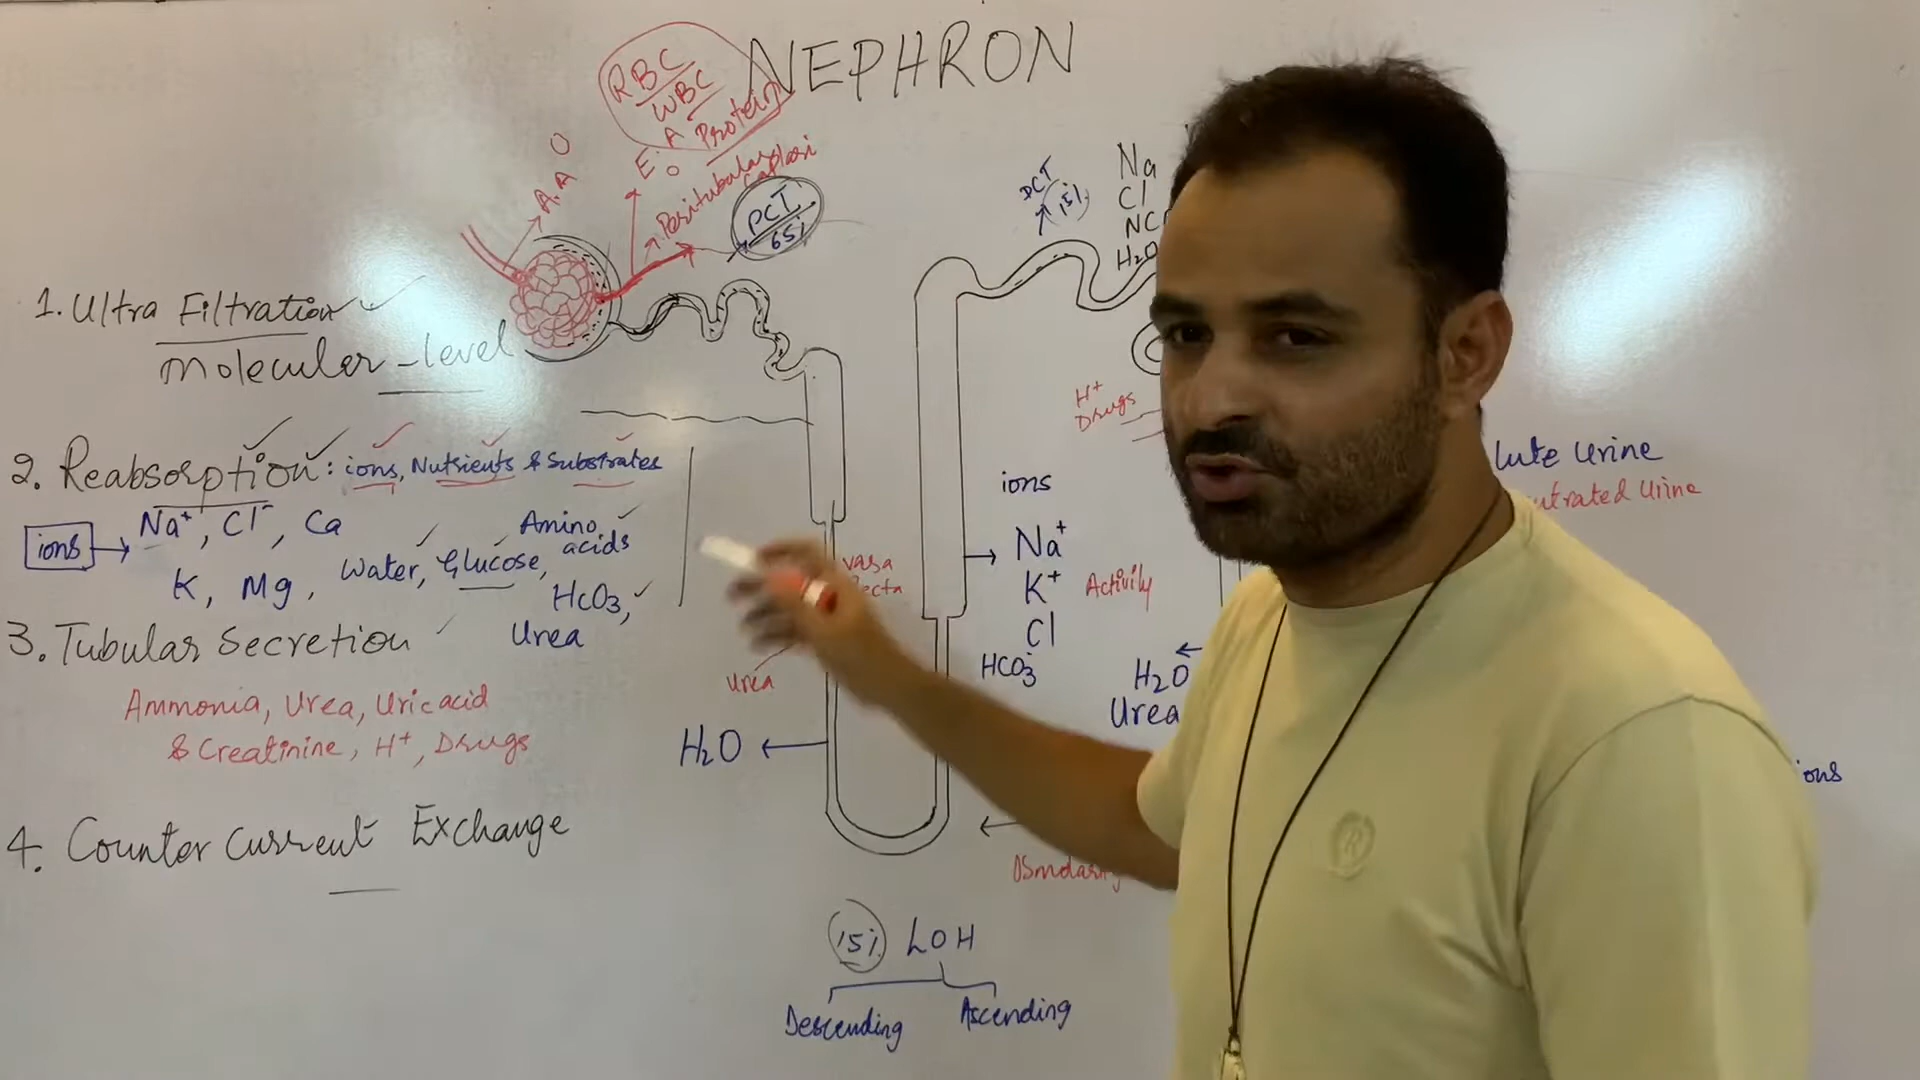 NEPHRON
RBC
WBC
Protein
A.A
O
E. A
O
Peritubular
PCT
65%
1. Ultra Filtration
Molecular-level
2. Reabsorption: ions, Nutrients & Substrates
ions → Na⁺, Cl⁻, Ca
K, Mg,
Water, Glucose, Amino
acids
HcO3,
Urea
3. Tubular Secretion
Ammonia, Urea, Uric acid
& Creatinine, H⁺, Drugs
4. Counter Current Exchange
DCT
15%
Na
Cl
H₂O
H⁺
Drugs
vasa
Urea
H₂O
ions
Na⁺
K⁺
Cl
HCO3⁻
Activity
H₂O
Urea
lute Urine
ntrated Urine
ions
15% LOH
Descending
Ascending